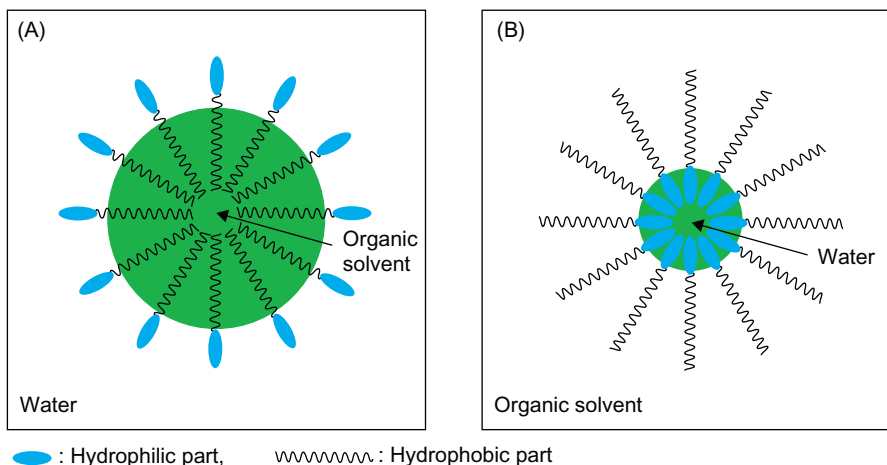 (A)
Organic
solvent
Water
(B)
Water
Organic solvent
: Hydrophilic part,
: Hydrophobic part